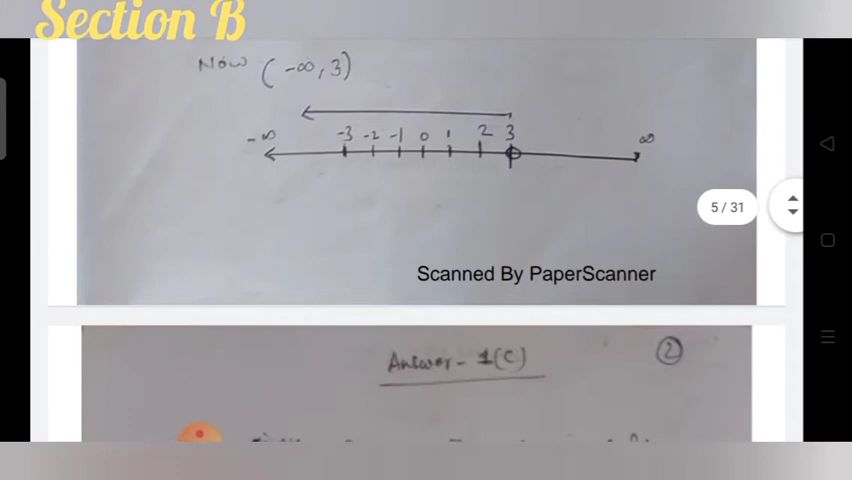 Section B
Now (-∞, 3)
-∞ -3 -2 -1 0 1 2 3 ∞
5 / 31
Scanned By PaperScanner
Answer - 1(C) ②